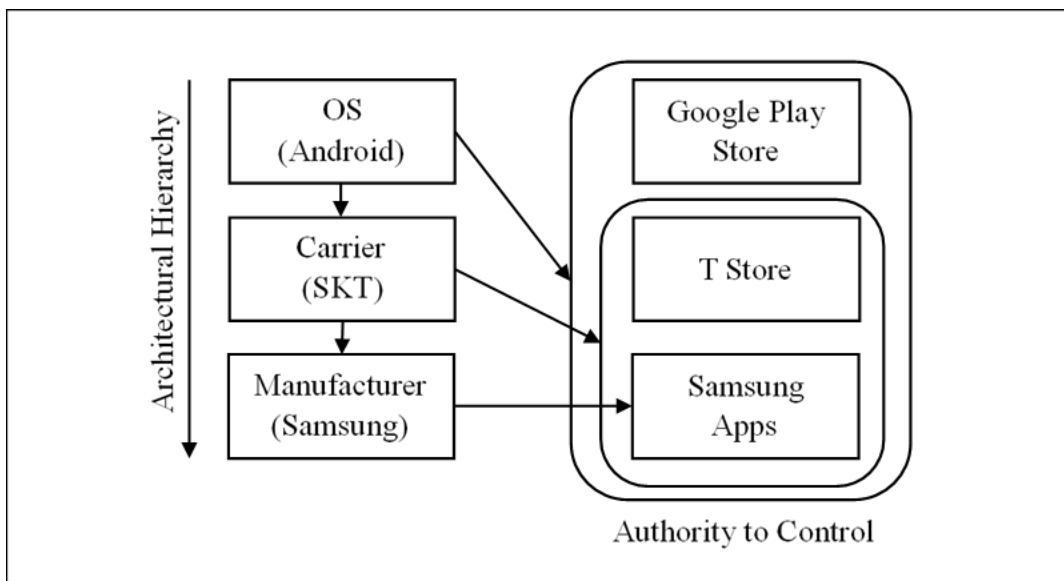 Architectural Hierarchy
OS
(Android)
Carrier
(SKT)
Manufacturer
(Samsung)
Google Play
Store
T Store
Samsung
Apps
Authority to Control